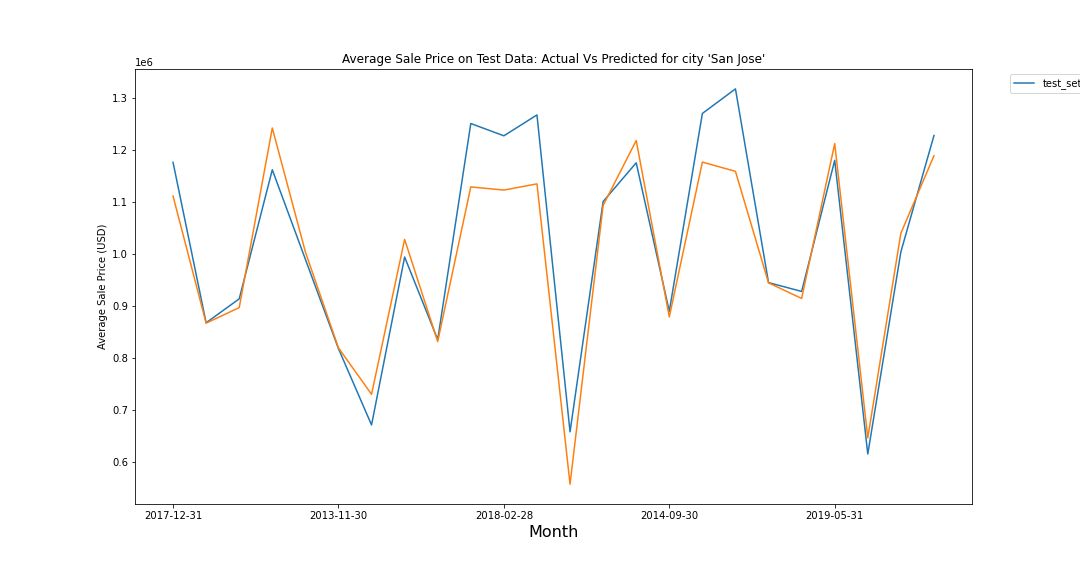 Average Sale Price on Test Data: Actual Vs Predicted for city 'San Jose'
1e6
test_set
1.3
1.2
1.1
1.0
0.9
0.8
0.7
0.6
Average Sale Price (USD)
2017-12-31 2013-11-30 2018-02-28 2014-09-30 2019-05-31
Month